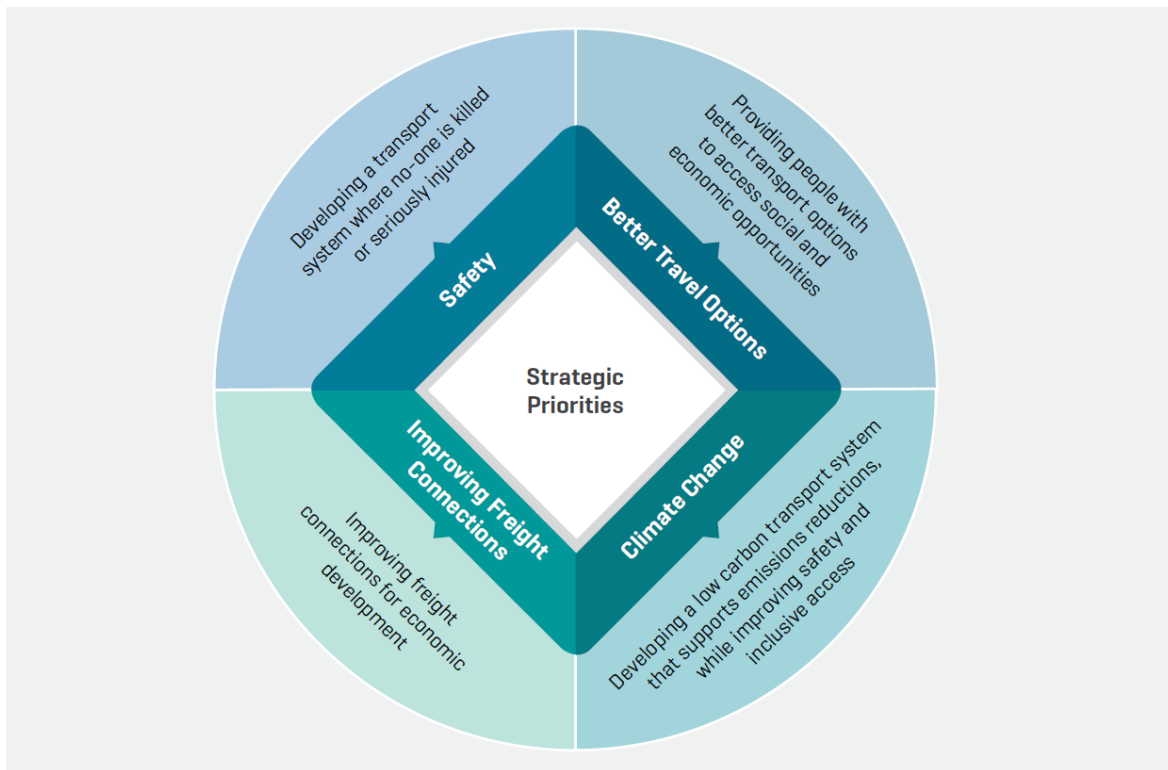 Developing a transport
system where no-one is killed
or seriously injured
Safety
Providing people with
better transport options
to access social and
economic opportunities
Better Travel Options
Strategic
Priorities
Improving Freight
Connections
Improving freight
connections for economic
development
Climate Change
Developing a low carbon transport system
that supports emissions reductions,
while improving safety and
inclusive access